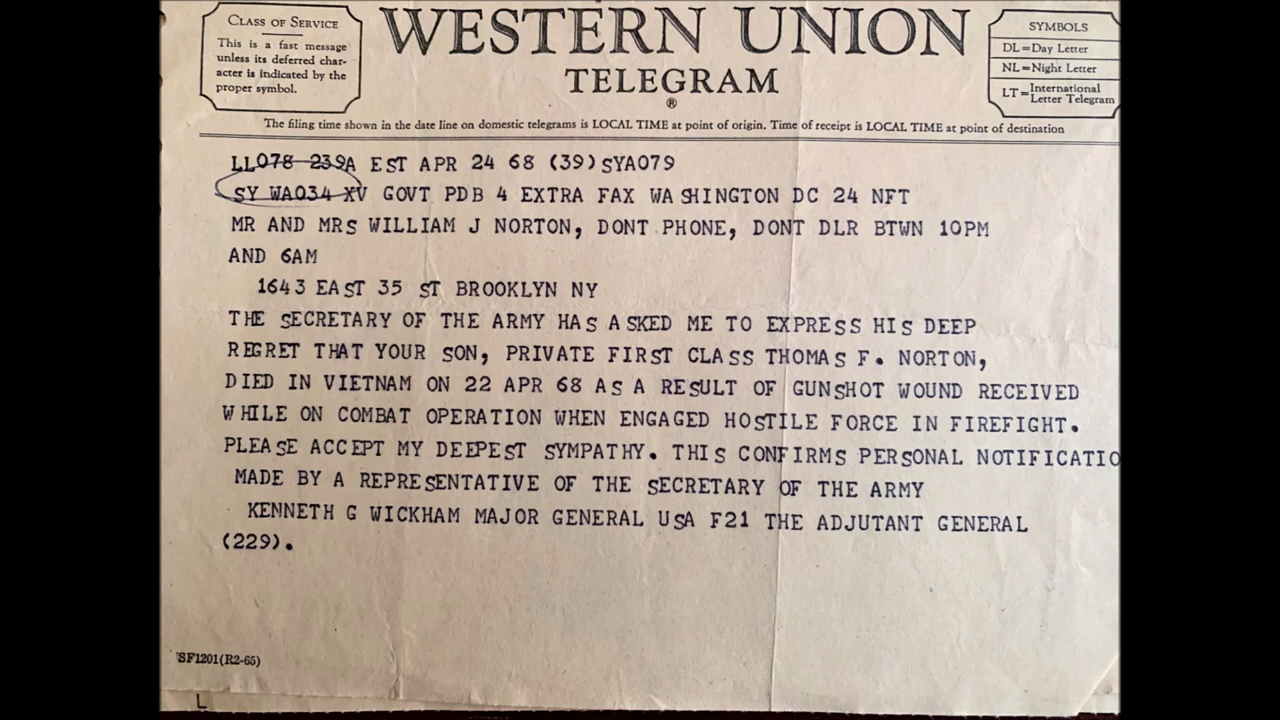 CLASS OF SERVICE
This is a fast message
unless its deferred char-
acter is indicated by the
proper symbol.
WESTERN UNION
TELEGRAM
®
SYMBOLS
DL=Day Letter
NL=Night Letter
LT=International
Letter Telegram
The filing time shown in the date line on domestic telegrams is LOCAL TIME at point of origin. Time of receipt is LOCAL TIME at point of destination
LL078 239A EST APR 24 68 (39)SYA079
SY WA034 XV GOVT PDB 4 EXTRA FAX WASHINGTON DC 24 NFT
MR AND MRS WILLIAM J NORTON, DONT PHONE, DONT DLR BTWN 10PM
AND 6AM
1643 EAST 35 ST BROOKLYN NY
THE SECRETARY OF THE ARMY HAS ASKED ME TO EXPRESS HIS DEEP
REGRET THAT YOUR SON, PRIVATE FIRST CLASS THOMAS F. NORTON,
DIED IN VIETNAM ON 22 APR 68 AS A RESULT OF GUNSHOT WOUND RECEIVED
WHILE ON COMBAT OPERATION WHEN ENGAGED HOSTILE FORCE IN FIREFIGHT.
PLEASE ACCEPT MY DEEPEST SYMPATHY. THIS CONFIRMS PERSONAL NOTIFICATIO
MADE BY A REPRESENTATIVE OF THE SECRETARY OF THE ARMY
KENNETH G WICKHAM MAJOR GENERAL USA F21 THE ADJUTANT GENERAL
(229).
SF1201(R2-65)
L